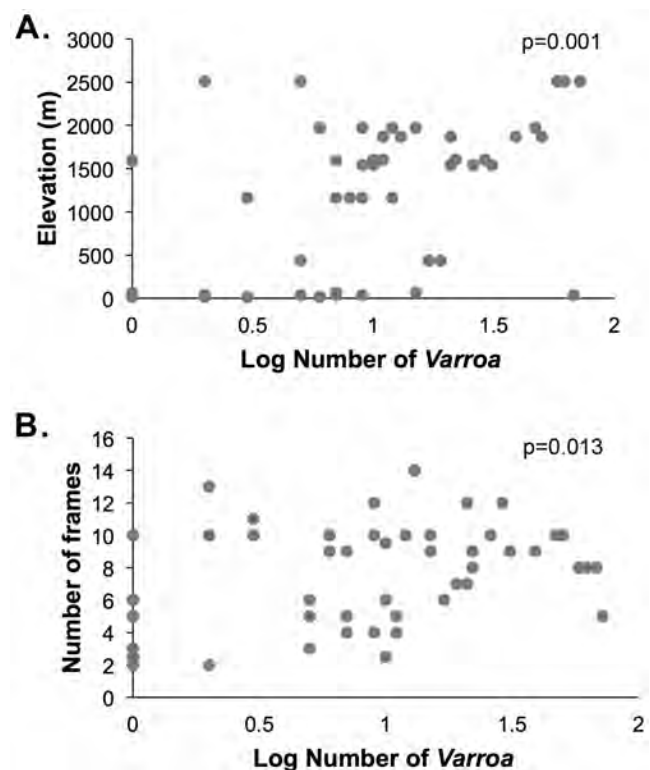 A.
p=0.001
3000
2500
2000
1500
1000
500
0
Elevation (m)
0 0.5 1 1.5 2
Log Number of Varroa
B.
p=0.013
16
14
12
10
8
6
4
2
0
Number of frames
0 0.5 1 1.5 2
Log Number of Varroa